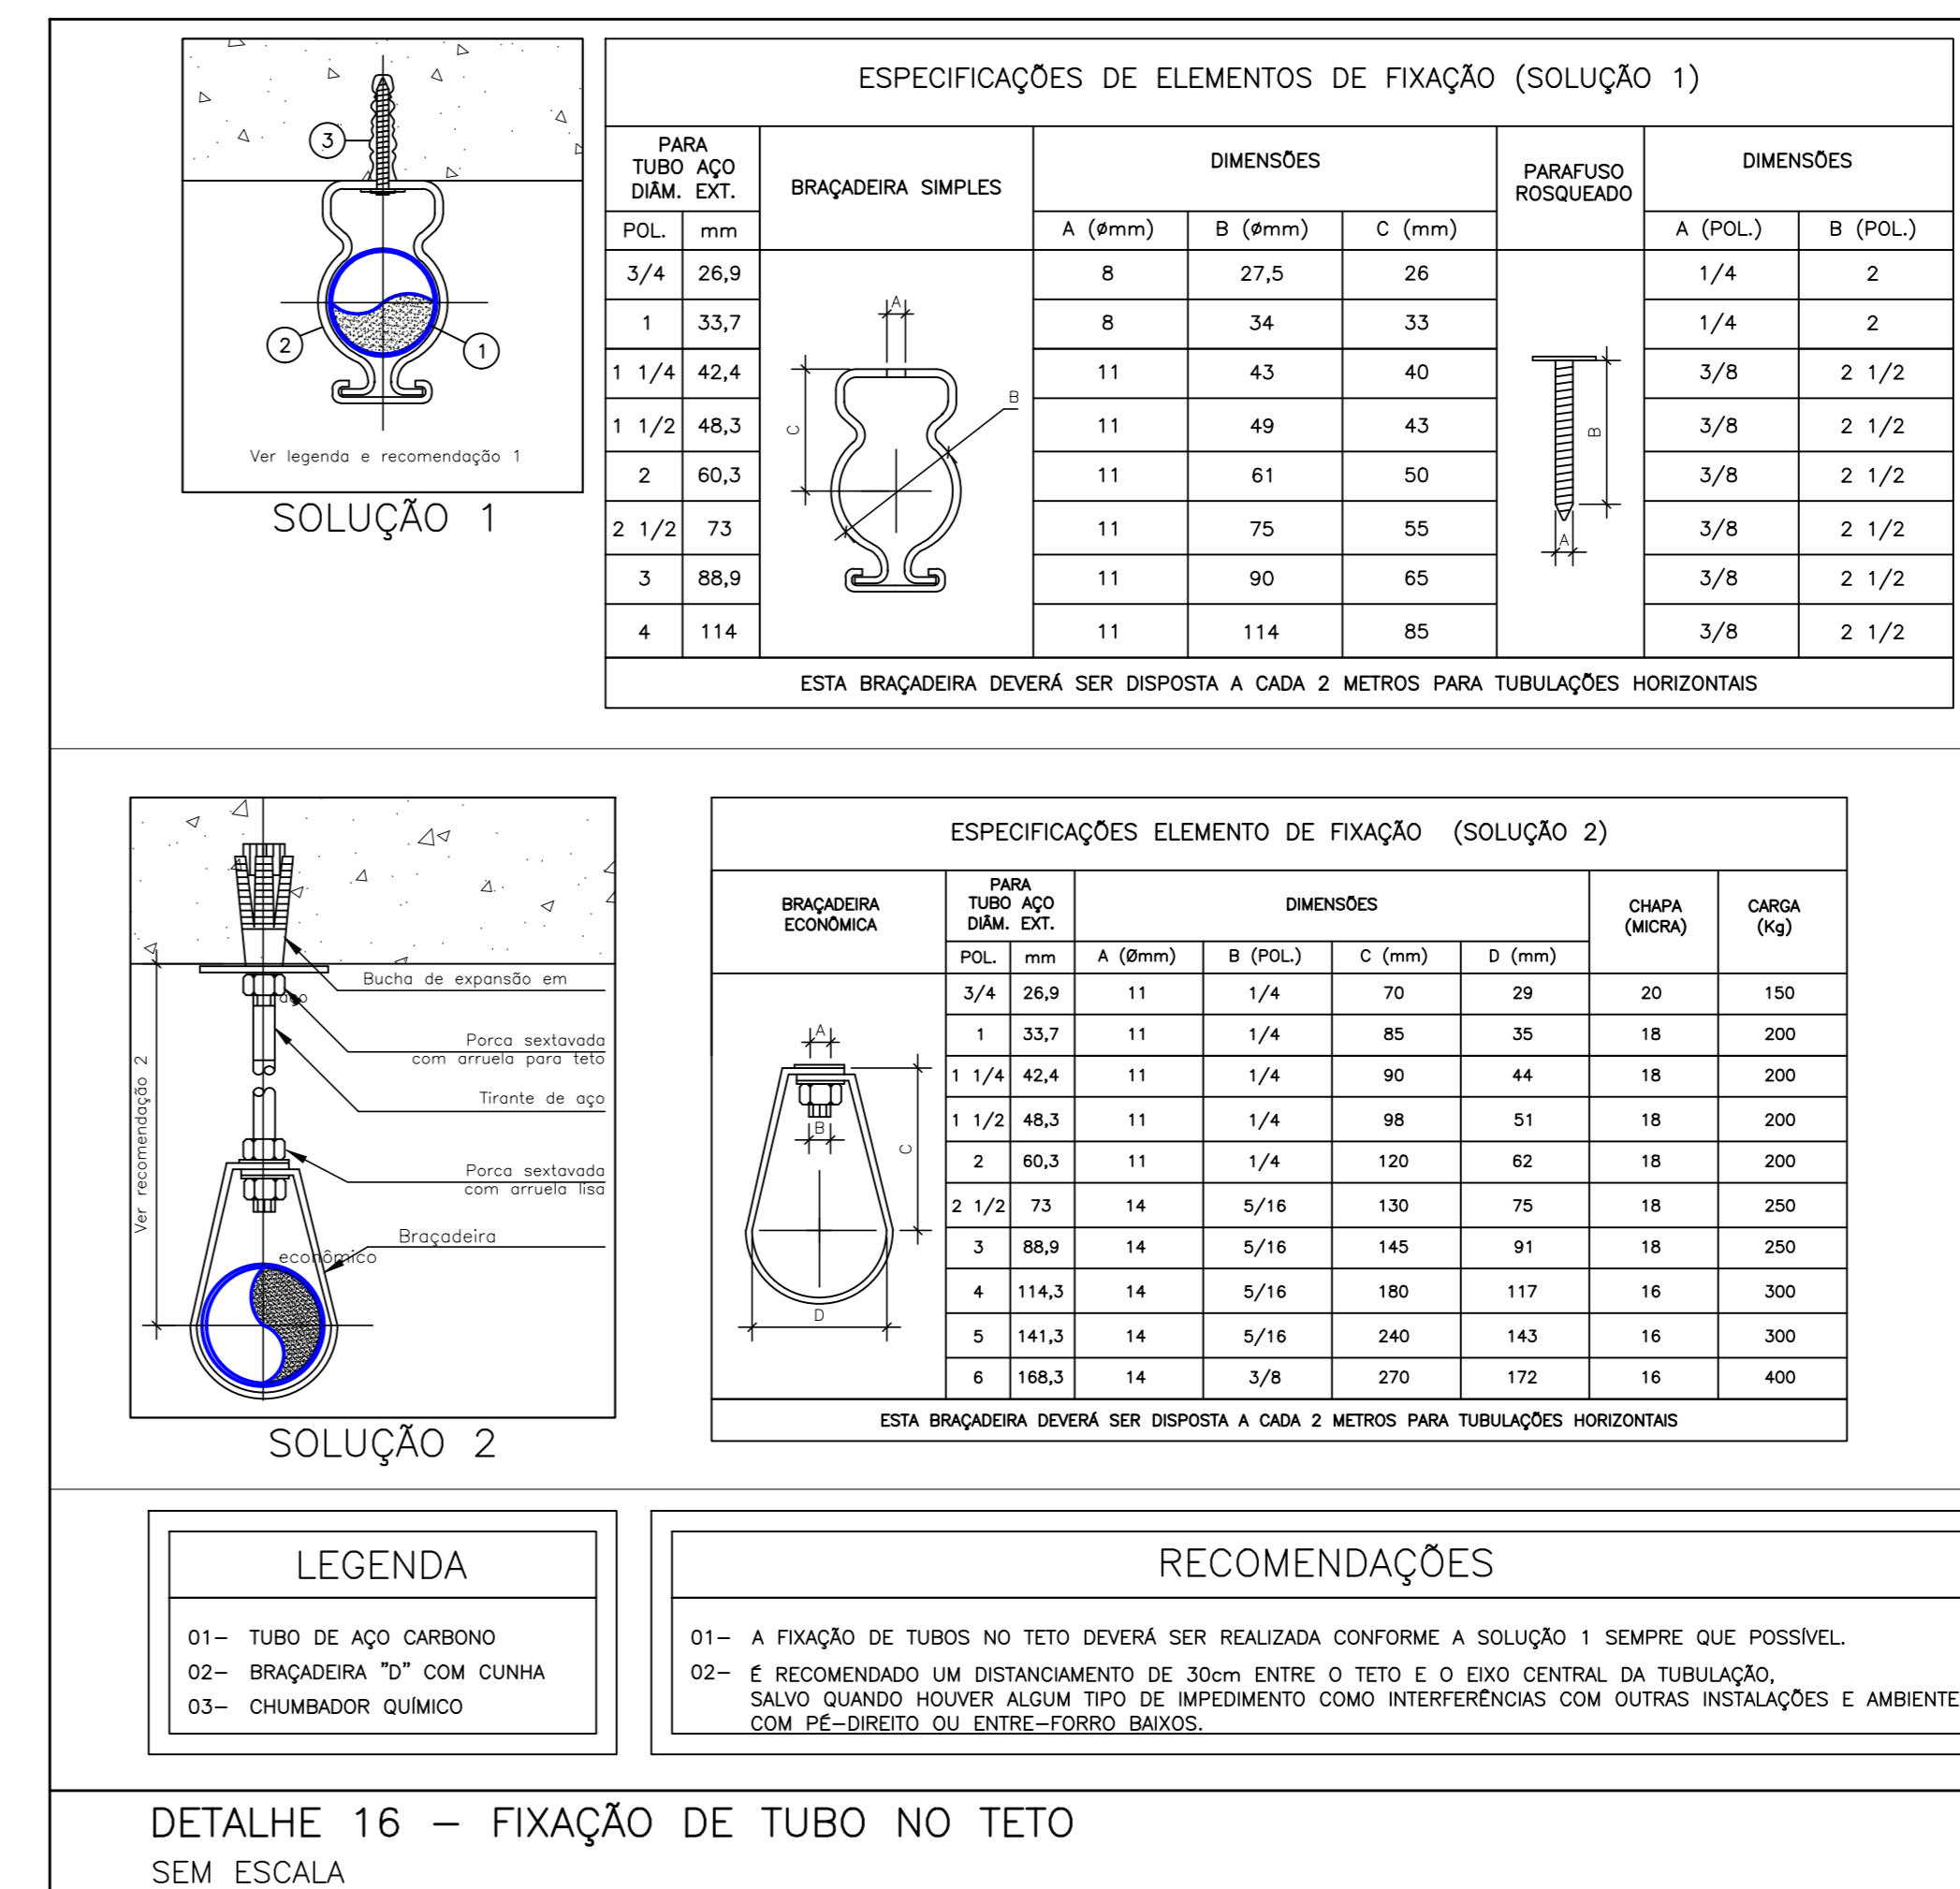 3
2
1
Ver legenda e recomendação 1
SOLUÇÃO 1
ESPECIFICAÇÕES DE ELEMENTOS DE FIXAÇÃO (SOLUÇÃO 1)
PARA
TUBO AÇO
DIÂM. EXT.
BRAÇADEIRA SIMPLES
DIMENSÕES
PARAFUSO
ROSQUEADO
DIMENSÕES
POL. mm A (ømm) B (ømm) C (mm) A (POL.) B (POL.)
3/4 26,9 8 27,5 26 1/4 2
1 33,7 8 34 33 1/4 2
1 1/4 42,4 11 43 40 3/8 2 1/2
1 1/2 48,3 11 49 43 3/8 2 1/2
2 60,3 11 61 50 3/8 2 1/2
2 1/2 73 11 75 55 3/8 2 1/2
3 88,9 11 90 65 3/8 2 1/2
4 114 11 114 85 3/8 2 1/2
A
B
C
B
A
ESTA BRAÇADEIRA DEVERÁ SER DISPOSTA A CADA 2 METROS PARA TUBULAÇÕES HORIZONTAIS
Bucha de expansão em
aço
Porca sextavada
com arruela para teto
Tirante de aço
Porca sextavada
com arruela lisa
Braçadeira
econômico
Ver recomendação 2
SOLUÇÃO 2
ESPECIFICAÇÕES ELEMENTO DE FIXAÇÃO (SOLUÇÃO 2)
BRAÇADEIRA
ECONÔMICA
PARA
TUBO AÇO
DIÂM. EXT.
DIMENSÕES
CHAPA
(MICRA)
CARGA
(Kg)
POL. mm A (Ømm) B (POL.) C (mm) D (mm)
3/4 26,9 11 1/4 70 29 20 150
1 33,7 11 1/4 85 35 18 200
1 1/4 42,4 11 1/4 90 44 18 200
1 1/2 48,3 11 1/4 98 51 18 200
2 60,3 11 1/4 120 62 18 200
2 1/2 73 14 5/16 130 75 18 250
3 88,9 14 5/16 145 91 18 250
4 114,3 14 5/16 180 117 16 300
5 141,3 14 5/16 240 143 16 300
6 168,3 14 3/8 270 172 16 400
A
B
C
D
ESTA BRAÇADEIRA DEVERÁ SER DISPOSTA A CADA 2 METROS PARA TUBULAÇÕES HORIZONTAIS
LEGENDA
01– TUBO DE AÇO CARBONO
02– BRAÇADEIRA "D" COM CUNHA
03– CHUMBADOR QUÍMICO
RECOMENDAÇÕES
01– A FIXAÇÃO DE TUBOS NO TETO DEVERÁ SER REALIZADA CONFORME A SOLUÇÃO 1 SEMPRE QUE POSSÍVEL.
02– É RECOMENDADO UM DISTANCIAMENTO DE 30cm ENTRE O TETO E O EIXO CENTRAL DA TUBULAÇÃO,
SALVO QUANDO HOUVER ALGUM TIPO DE IMPEDIMENTO COMO INTERFERÊNCIAS COM OUTRAS INSTALAÇÕES E AMBIENTE
COM PÉ–DIREITO OU ENTRE–FORRO BAIXOS.
DETALHE 16 – FIXAÇÃO DE TUBO NO TETO
SEM ESCALA